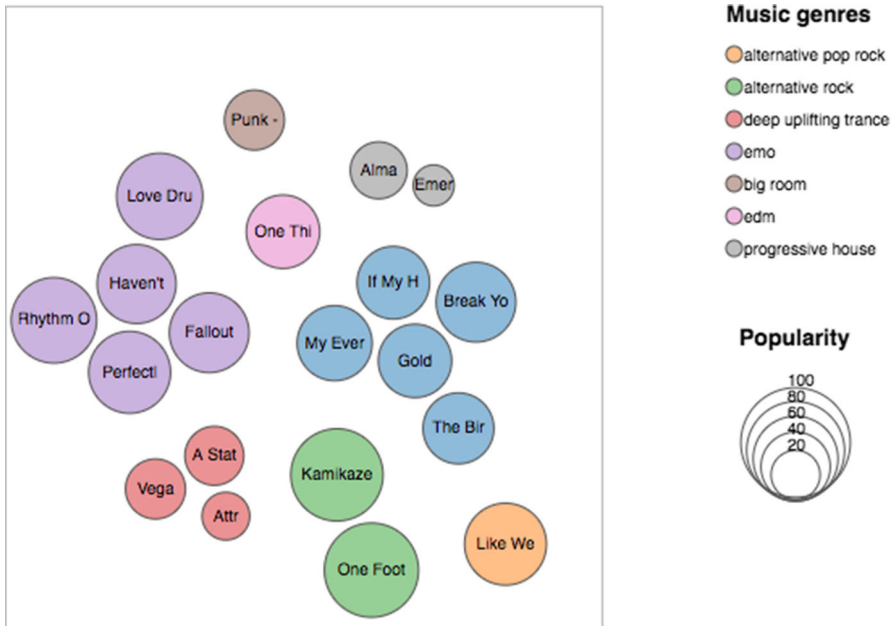 Music genres
alternative pop rock
alternative rock
deep uplifting trance
emo
big room
edm
progressive house
Popularity
100
80
60
40
20
Punk -
Alma
Emer
Love Dru
One Thi
Haven't
If My H
Break Yo
Rhythm O
Fallout
My Ever
Gold
Perfectl
The Bir
A Stat
Vega
Attr
Kamikaze
Like We
One Foot